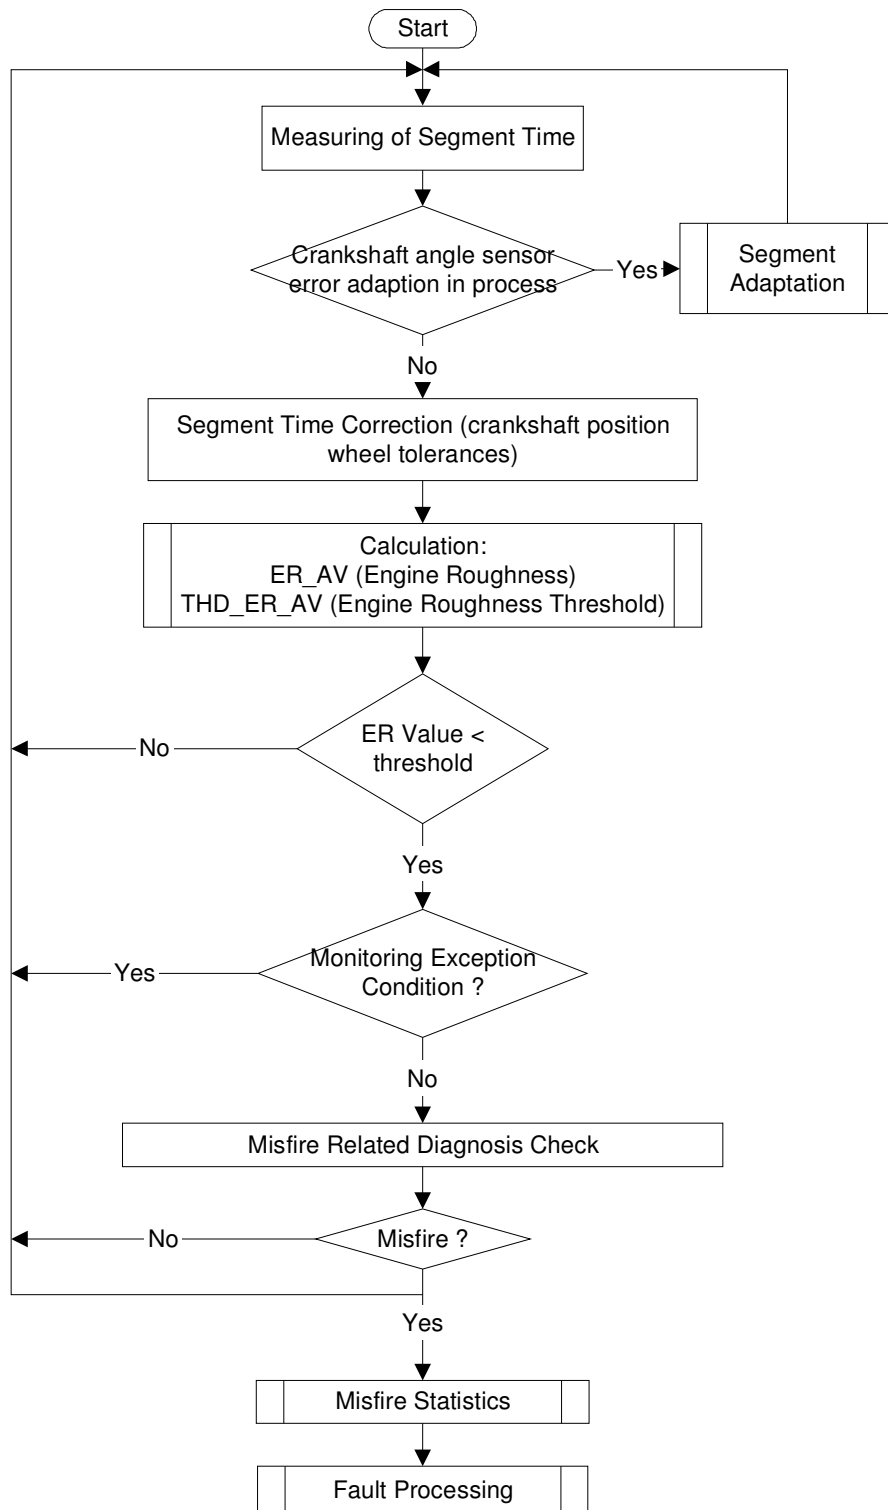 Start
Measuring of Segment Time
Crankshaft angle sensor
error adaption in process
Yes
Segment
Adaptation
No
Segment Time Correction (crankshaft position
wheel tolerances)
Calculation:
ER_AV (Engine Roughness)
THD_ER_AV (Engine Roughness Threshold)
ER Value <
threshold
No
Yes
Monitoring Exception
Condition ?
Yes
No
Misfire Related Diagnosis Check
Misfire ?
No
Yes
Misfire Statistics
Fault Processing